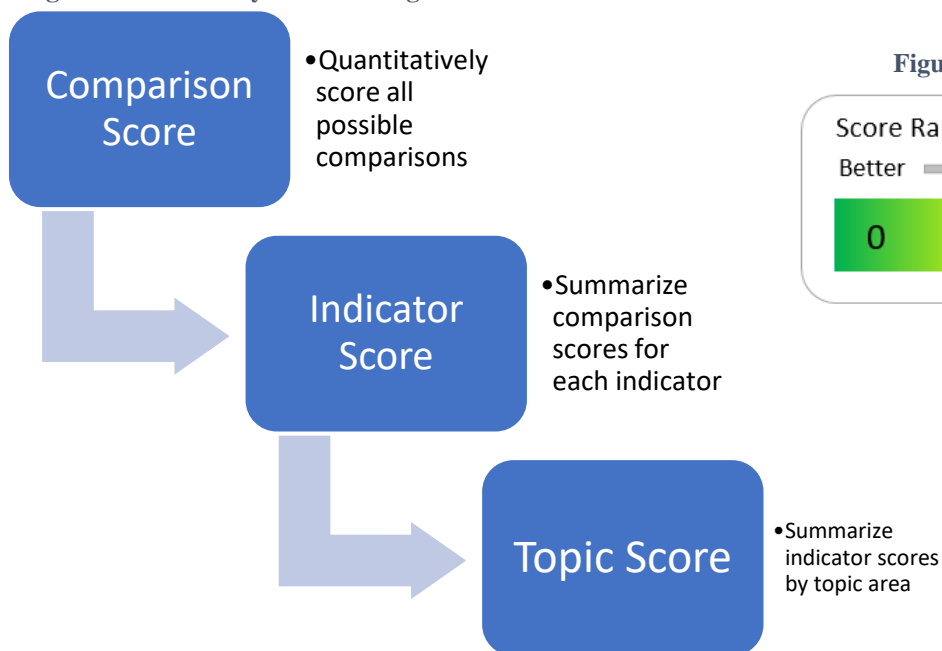 Comparison
Score
•Quantitatively
score all
possible
comparisons
Figu
Score Ra
Better
0
Indicator
Score
•Summarize
comparison
scores for
each indicator
Topic Score
•Summarize
indicator scores
by topic area